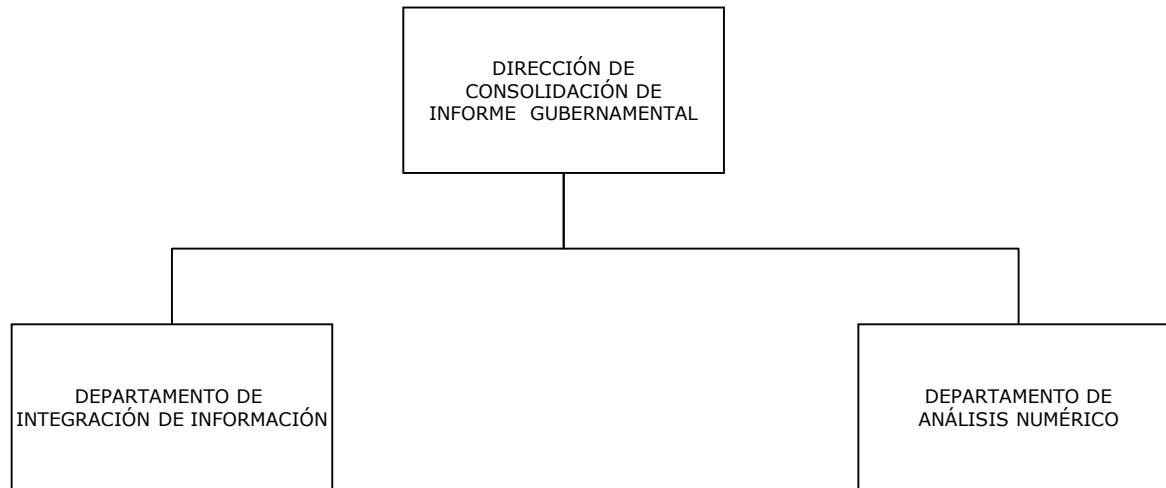 DIRECCIÓN DE
CONSOLIDACIÓN DE
INFORME GUBERNAMENTAL
DEPARTAMENTO DE
INTEGRACIÓN DE INFORMACIÓN
DEPARTAMENTO DE
ANÁLISIS NUMÉRICO